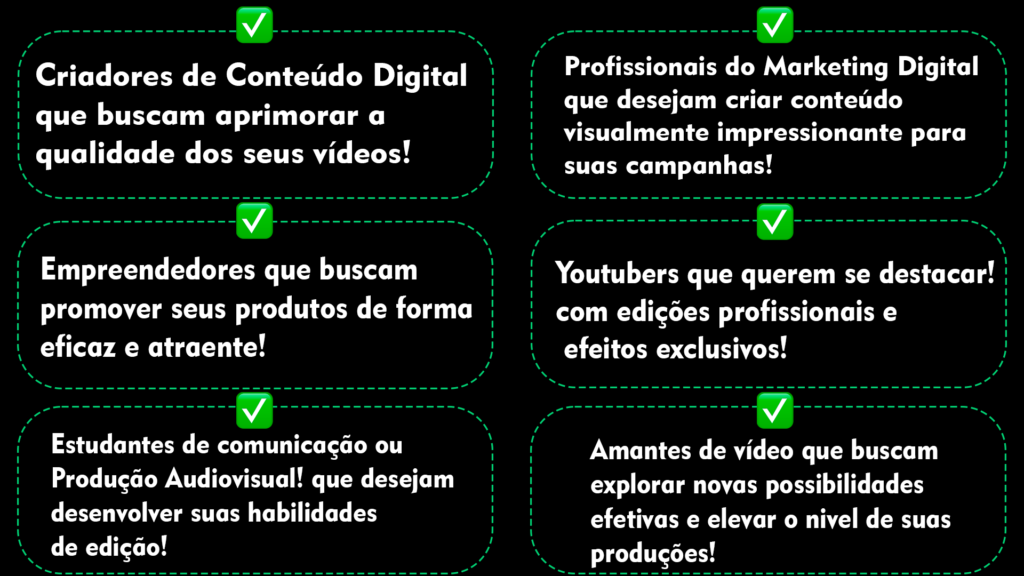 Criadores de Conteúdo Digital
que buscam aprimorar a
qualidade dos seus vídeos!
Profissionais do Marketing Digital
que desejam criar conteúdo
visualmente impressionante para
suas campanhas!
Empreendedores que buscam
promover seus produtos de forma
eficaz e atraente!
Youtubers que querem se destacar!
com edições profissionais e
efeitos exclusivos!
Estudantes de comunicação ou
Produção Audiovisual! que desejam
desenvolver suas habilidades
de edição!
Amantes de vídeo que buscam
explorar novas possibilidades
efetivas e elevar o nivel de suas
produções!